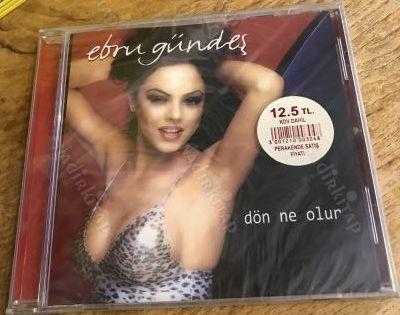 ebru gündeş
12.5 TL.
KDV DAHİL
PERAKENDE SATIŞ
FİYATI
dön ne olur